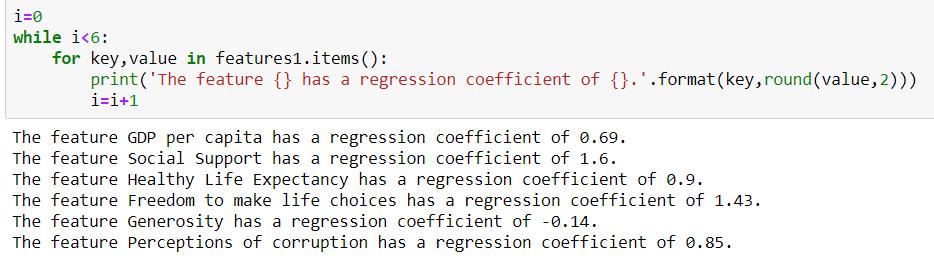 i=0
while i<6:
    for key,value in features1.items():
        print('The feature {} has a regression coefficient of {}.'.format(key,round(value,2)))
        i=i+1
The feature GDP per capita has a regression coefficient of 0.69.
The feature Social Support has a regression coefficient of 1.6.
The feature Healthy Life Expectancy has a regression coefficient of 0.9.
The feature Freedom to make life choices has a regression coefficient of 1.43.
The feature Generosity has a regression coefficient of -0.14.
The feature Perceptions of corruption has a regression coefficient of 0.85.